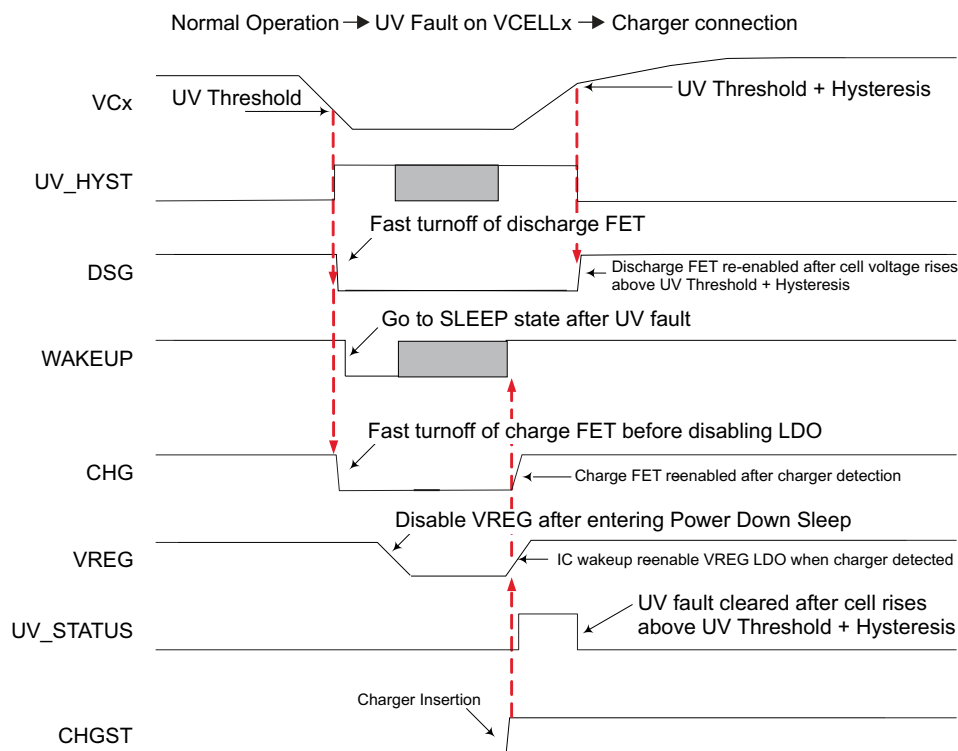 Normal Operation → UV Fault on VCELLx → Charger connection
VCx
UV Threshold
UV Threshold + Hysteresis
UV_HYST
Fast turnoff of discharge FET
DSG
Discharge FET re-enabled after cell voltage rises
above UV Threshold + Hysteresis
Go to SLEEP state after UV fault
WAKEUP
Fast turnoff of charge FET before disabling LDO
CHG
Charge FET reenabled after charger detection
Disable VREG after entering Power Down Sleep
VREG
IC wakeup reenable VREG LDO when charger detected
UV_STATUS
UV fault cleared after cell rises
above UV Threshold + Hysteresis
Charger Insertion
CHGST